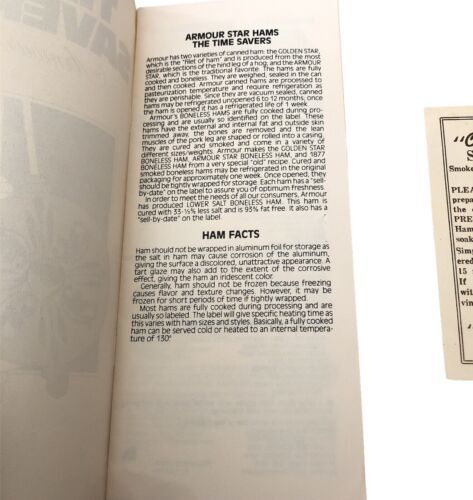 ARMOUR STAR HAMS
THE TIME SAVERS
Armour has two varieties of canned ham: the GOLDEN STAR,
which is the "filet of ham" and is produced from the most
desirable sections of the hind leg of a hog; and the ARMOUR
STAR, which is the traditional favorite. The hams are fully
cooked and boneless. They are weighed, sealed in the can
and then cooked. Armour canned hams are processed to
pasteurization temperature and require refrigeration as
they are perishable. Since they are vacuum sealed, canned
hams may be refrigerated unopened 6 to 12 months; once
opened, ham has a refrigerated life of 1 week.
Armour's BONELESS HAMS are fully cooked during pro-
cessing and are usually so identified on the label. These
hams have the external and internal fat and outside skin
trimmed away, the bones are removed and the lean
muscles of the pork leg are shaped or rolled into a casing.
They are cured and smoked and come in a variety of
different sizes/weights. Armour makes the GOLDEN STAR
BONELESS HAM, ARMOUR STAR BONELESS HAM, and 1877
BONELESS HAM from a very special "old" recipe. Cured and
smoked boneless hams may be refrigerated in the original
packaging for approximately one week. Once opened, they
should be tightly wrapped for storage. Each ham has a "sell-
by-date" on the label to assure you of optimum freshness.
In order to meet the needs of all our consumers, Armour
has produced LOWER SALT BONELESS HAM. This ham is
cured with 33-⅓% less salt and is 93% fat free. It also has a
"sell-by-date" on the label.
HAM FACTS
Ham should not be wrapped in aluminum foil for storage as
the salt in ham may cause corrosion of the aluminum,
giving the surface a discolored, unattractive appearance. A
tart glaze may also add to the extent of the corrosive
effect, giving the ham an iridescent color.
Generally, ham should not be frozen because freezing
causes flavor and texture changes. However, it may be
frozen for short periods of time if tightly wrapped.
Most hams are fully cooked during processing and are
usually so labeled. The label will give specific heating time as
this varies with ham sizes and styles. Basically, a fully cooked
ham can be served cold or heated to an internal tempera-
ture of 130°
"C
S
Smoke
PLEA
prepa
the
PRE
Ham
soak
Simp
ered
15
If
with
vin